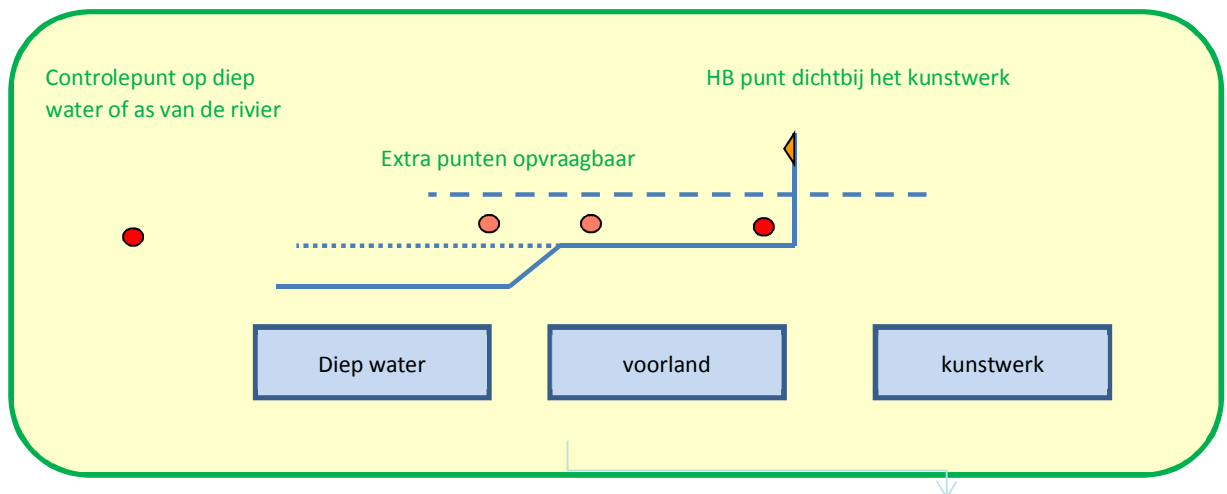 Controlepunt op diep
water of as van de rivier
HB punt dichtbij het kunstwerk
Extra punten opvraagbaar
Diep water
voorland
kunstwerk